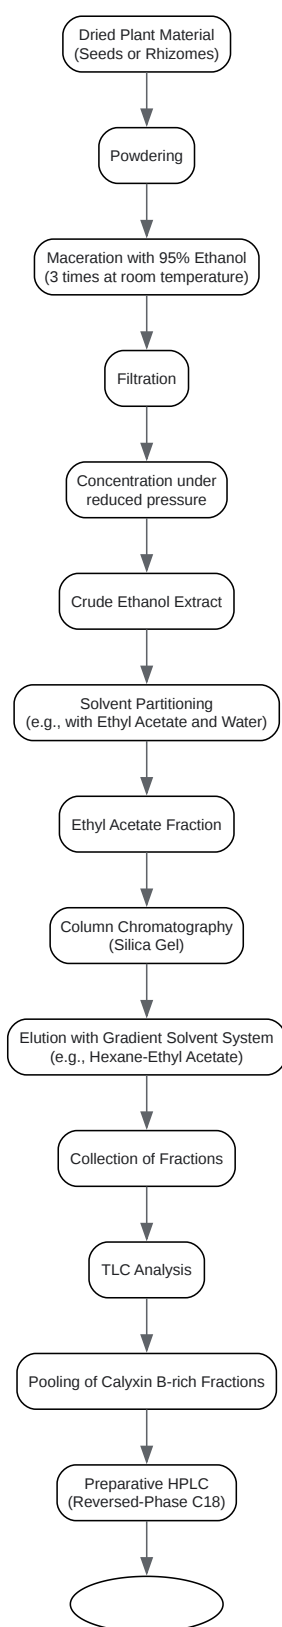 Dried Plant Material
(Seeds or Rhizomes)
Powdering
Maceration with 95% Ethanol
(3 times at room temperature)
Filtration
Concentration under
reduced pressure
Crude Ethanol Extract
Solvent Partitioning
(e.g., with Ethyl Acetate and Water)
Ethyl Acetate Fraction
Column Chromatography
(Silica Gel)
Elution with Gradient Solvent System
(e.g., Hexane-Ethyl Acetate)
Collection of Fractions
TLC Analysis
Pooling of Calyxin B-rich Fractions
Preparative HPLC
(Reversed-Phase C18)